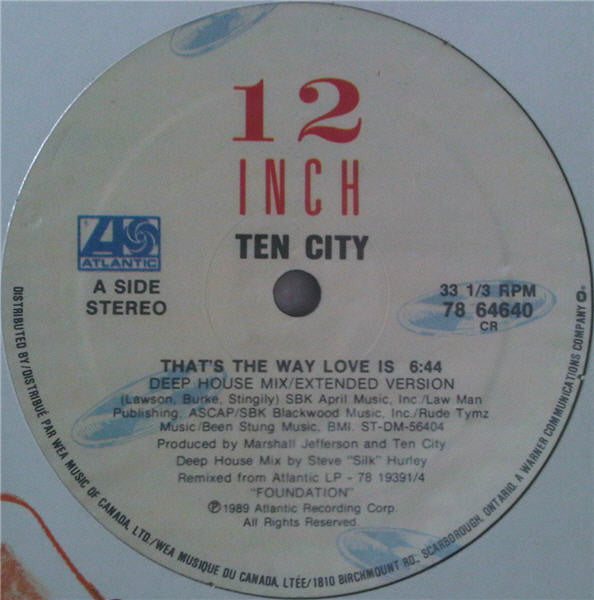 12
INCH
TEN CITY
ATLANTIC
A SIDE
STEREO
33 1/3 RPM
78 64640
CR
THAT'S THE WAY LOVE IS 6:44
DEEP HOUSE MIX/EXTENDED VERSION
(Lawson, Burke, Stingily) SBK April Music, Inc./Law Man
Publishing. ASCAP/SBK Blackwood Music, Inc./Rude Tymz
Music/Been Stung Music, BMI. ST-DM-56404
Produced by Marshall Jefferson and Ten City
Deep House Mix by Steve "Silk" Hurley
Remixed from Atlantic LP - 78 19391/4
"FOUNDATION"
℗1989 Atlantic Recording Corp.
All Rights Reserved.
DISTRIBUTED BY/DISTRIBUÉ PAR WEA MUSIC OF CANADA, LTD./WEA MUSIQUE DU CANADA, LTÉE/1810 BIRCHMOUNT RD., SCARBOROUGH, ONTARIO, A WARNER COMMUNICATIONS COMPANY